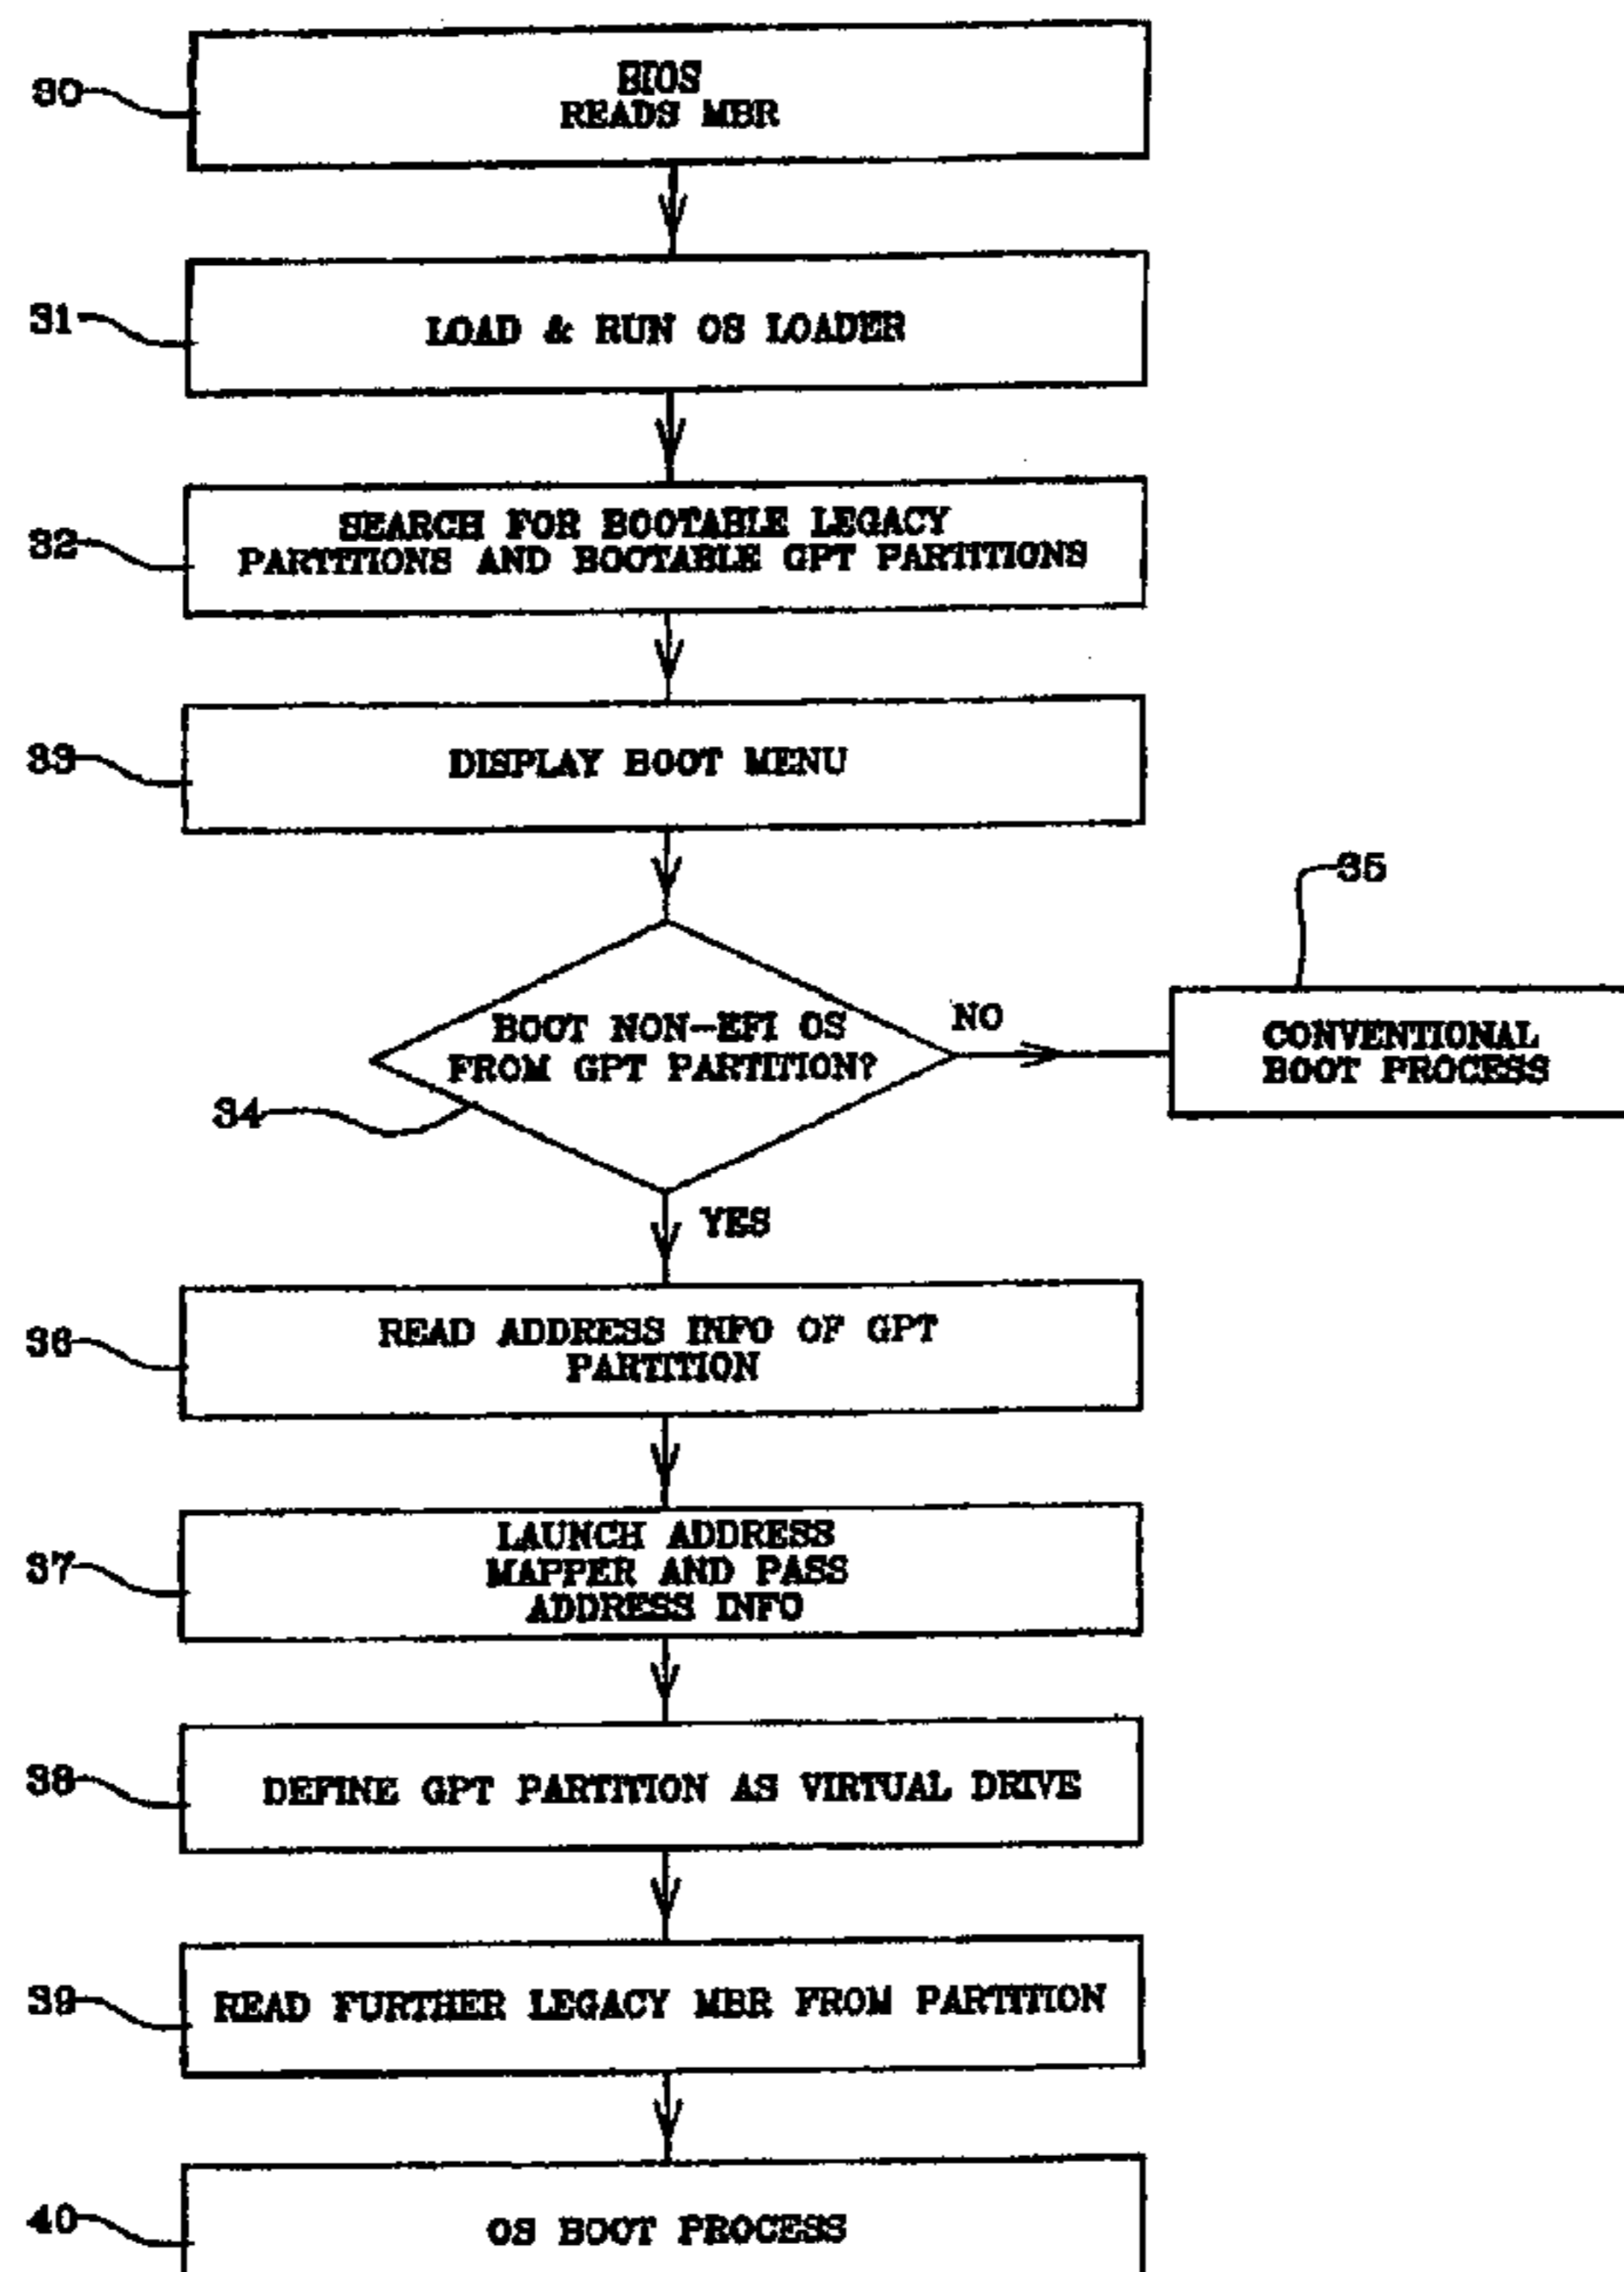 30
BIOS
READS MBR
31
LOAD & RUN OS LOADER
32
SEARCH FOR BOOTABLE LEGACY
PARTITIONS AND BOOTABLE GPT PARTITIONS
33
DISPLAY BOOT MENU
34
BOOT NON-EFI OS
FROM GPT PARTITION?
NO
35
CONVENTIONAL
BOOT PROCESS
YES
36
READ ADDRESS INFO OF GPT
PARTITION
37
LAUNCH ADDRESS
MAPPER AND PASS
ADDRESS INFO
38
DEFINE GPT PARTITION AS VIRTUAL DRIVE
39
READ FURTHER LEGACY MBR FROM PARTITION
40
OS BOOT PROCESS